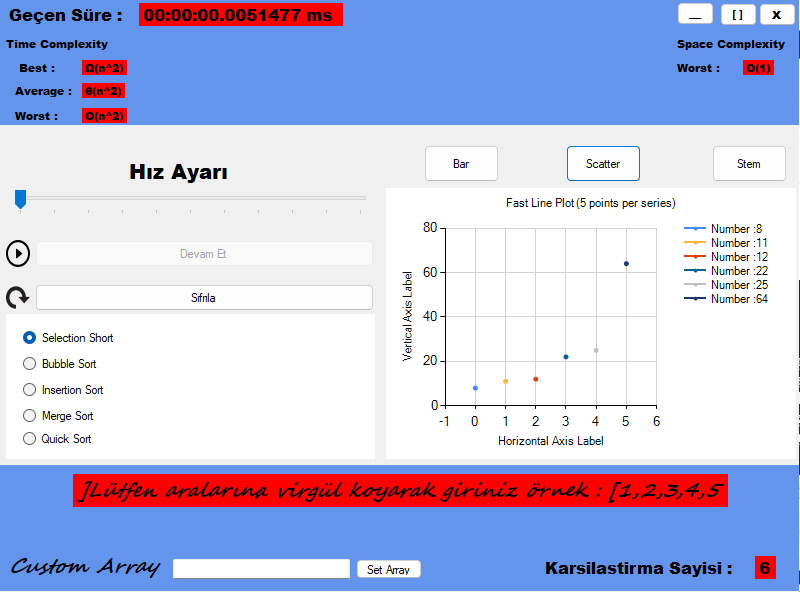 Geçen Süre : 00:00:00.0051477 ms
[] X
Time Complexity
Space Complexity
Best : Ω(n^2)
Worst : O(1)
Average : θ(n^2)
Worst : O(n^2)
Hız Ayarı
Bar
Scatter
Stem
Devam Et
Sıfırla
Selection Short
Bubble Sort
Insertion Sort
Merge Sort
Quick Sort
Fast Line Plot (5 points per series)
Vertical Axis Label
80
60
40
20
0
-1 0 1 2 3 4 5 6
Horizontal Axis Label
Number :8
Number :11
Number :12
Number :22
Number :25
Number :64
]Lütfen aralarına virgül koyarak giriniz örnek : [1,2,3,4,5
Custom Array
Set Array
Karsilastirma Sayisi : 6